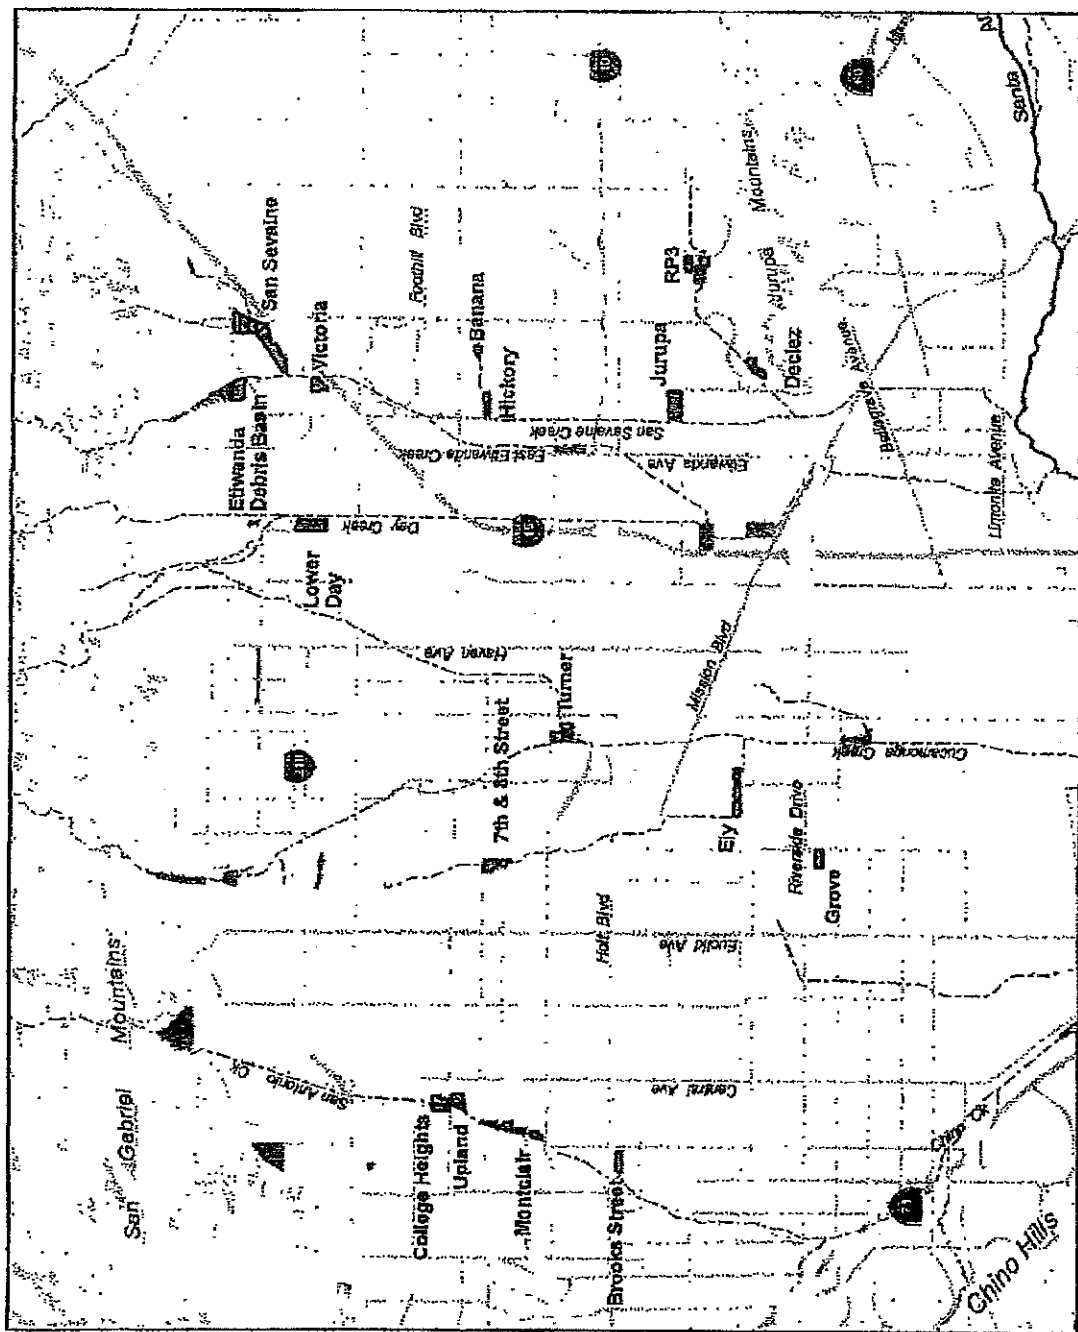 San Gabriel Mountains
San Antonio Ck
College Heights
Upland
Montclair
Brooks Street
Chino Hills
Chino Ck
71
Central Ave
Euclid Ave
Holt Blvd
7th & 8th Street
Turner
Ely
Grove
Riverside Drive
Cucamonga Creek
Mission Blvd
Haven Ave
Lower
Day
Day Creek
Etiwanda
Debris Basin
East Etiwanda Creek
San Sevaine Creek
Etiwanda Ave
San Sevaine
Victoria
Foothill Blvd
Banana
Hickory
Jurupa
RP3
Declez
Jurupa Mountains
Bellegrave Avenue
Limonite Avenue
Santa